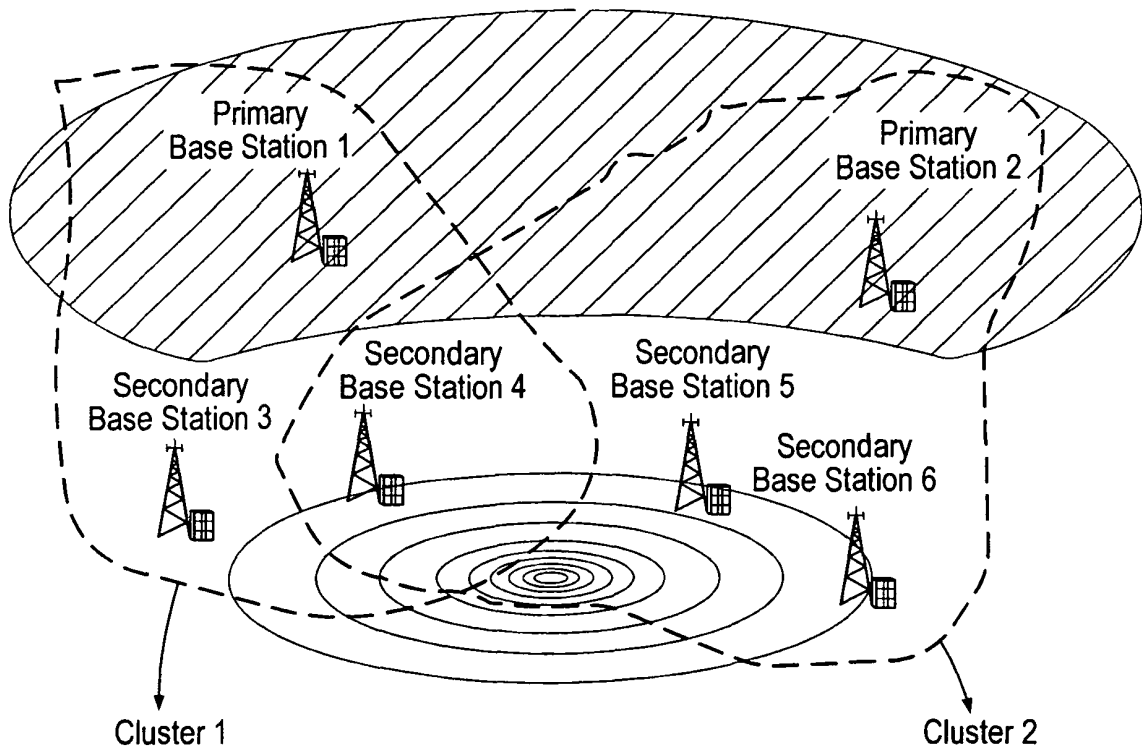 Primary
Base Station 1
Primary
Base Station 2
Secondary
Base Station 3
Secondary
Base Station 4
Secondary
Base Station 5
Secondary
Base Station 6
Cluster 1
Cluster 2